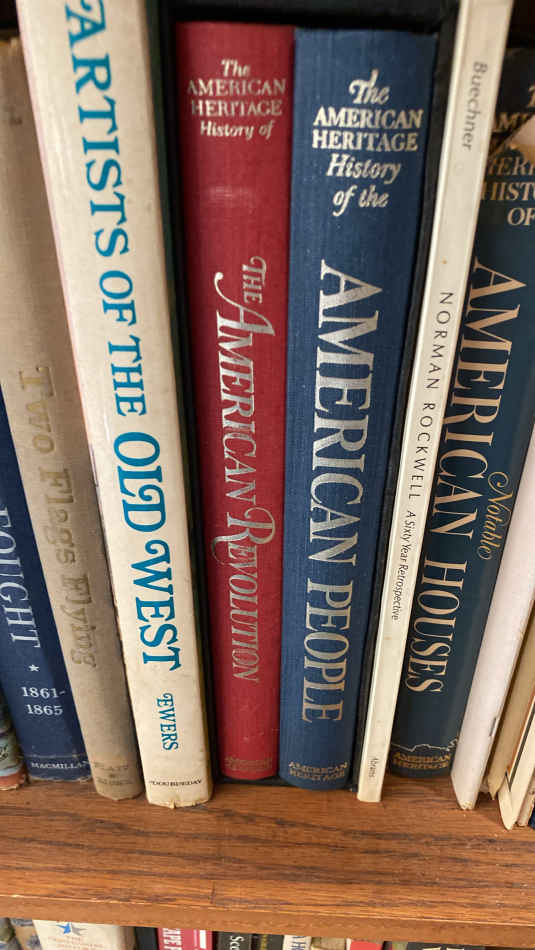 FOUGHT
★
1861-
1865
MACMILLAN
Two Flags Flying
ARTISTS OF THE OLD WEST
EWERS
DOUBLEDAY
The
AMERICAN
HERITAGE
History of
THE AMERICAN REVOLUTION
AMERICAN
HERITAGE
The
AMERICAN
HERITAGE
History
of the
AMERICAN PEOPLE
AMERICAN
HERITAGE
Buechner
NORMAN ROCKWELL A Sixty Year Retrospective
Abrams
OF
Notable
AMERICAN HOUSES
AMERICAN
HERITAGE